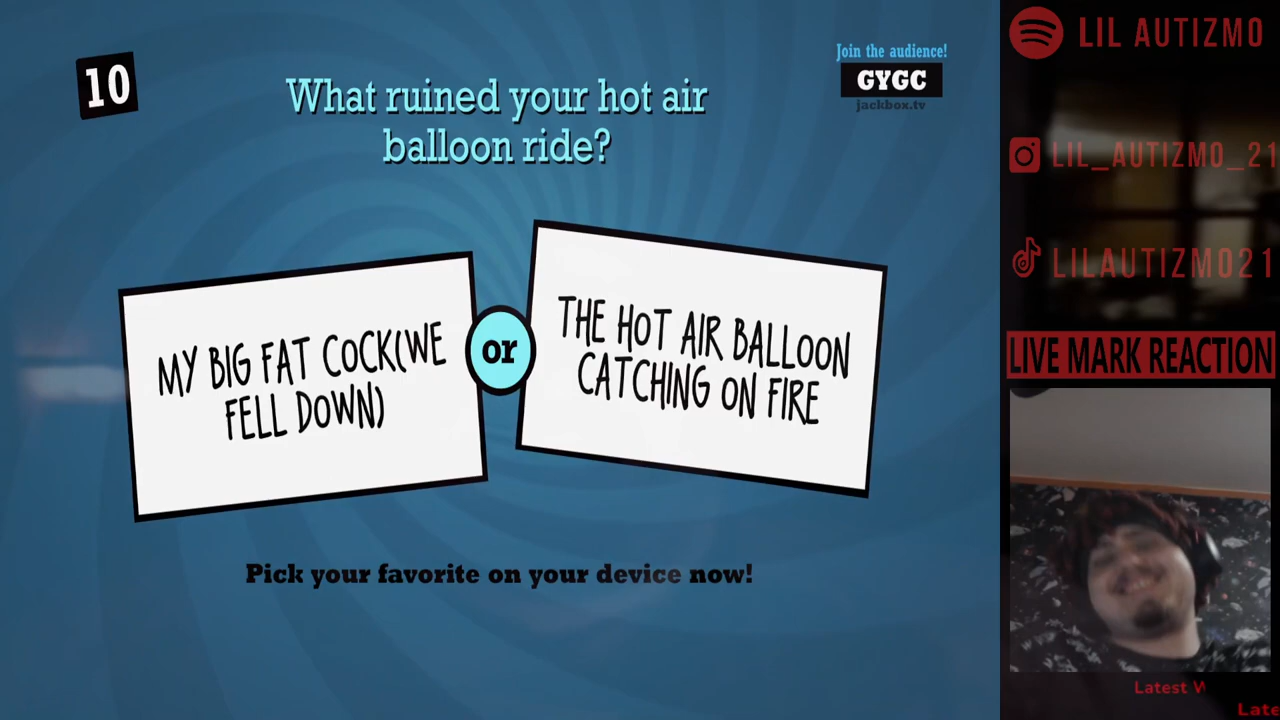 10
What ruined your hot air
balloon ride?
Join the audience!
GYGC
jackbox.tv
MY BIG FAT COCK(WE
FELL DOWN)
or
THE HOT AIR BALLOON
CATCHING ON FIRE
Pick your favorite on your device now!
LIL AUTIZMO
LIL_AUTIZMO_21
LILAUTIZMO21
LIVE MARK REACTION
Latest
Late